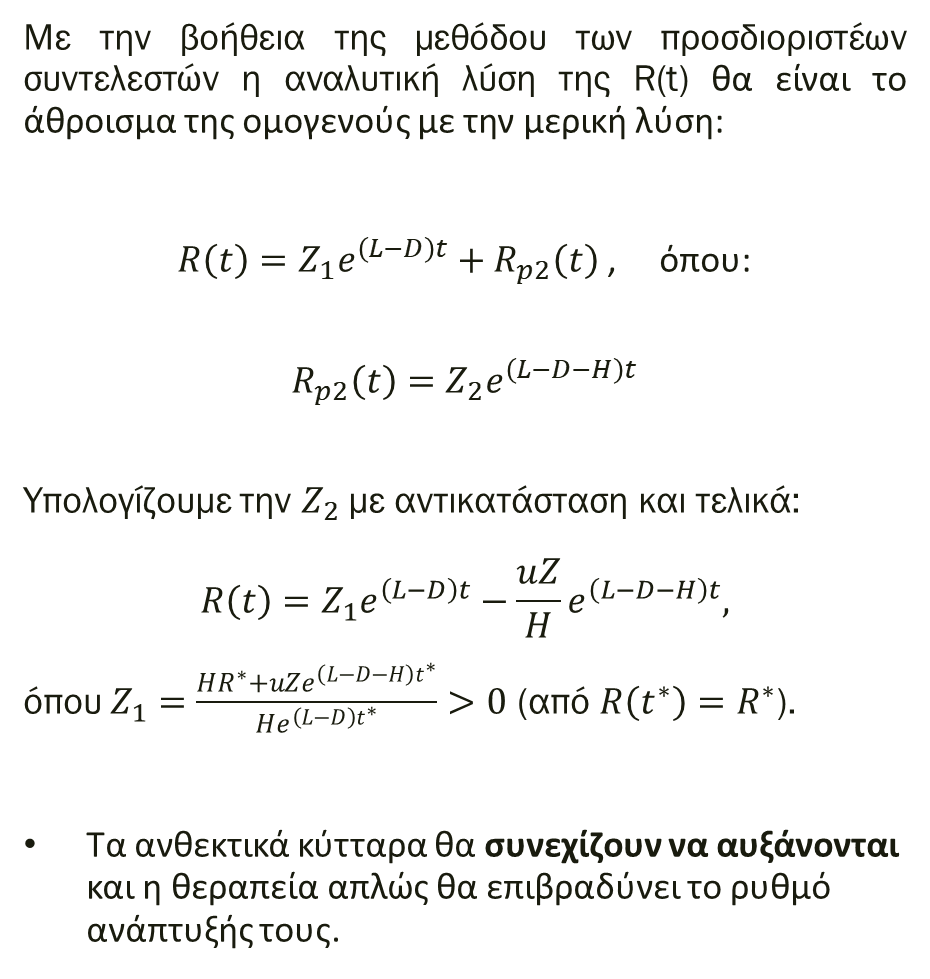 Με την βοήθεια της μεθόδου των προσδιοριστέων
συντελεστών η αναλυτική λύση της R(t) θα είναι το
άθροισμα της ομογενούς με την μερική λύση:
$R(t) = Z_1 e^{(L-D)t} + R_{p2}(t)$ , όπου:
$R_{p2}(t) = Z_2 e^{(L-D-H)t}$
Υπολογίζουμε την $Z_2$ με αντικατάσταση και τελικά:
$R(t) = Z_1 e^{(L-D)t} - \frac{uZ}{H} e^{(L-D-H)t}$,
όπου $Z_1 = \frac{HR^*+uZe^{(L-D-H)t^*}}{He^{(L-D)t^*}} > 0$ (από $R(t^*) = R^*$).
• Τα ανθεκτικά κύτταρα θα συνεχίζουν να αυξάνονται
και η θεραπεία απλώς θα επιβραδύνει το ρυθμό
ανάπτυξής τους.